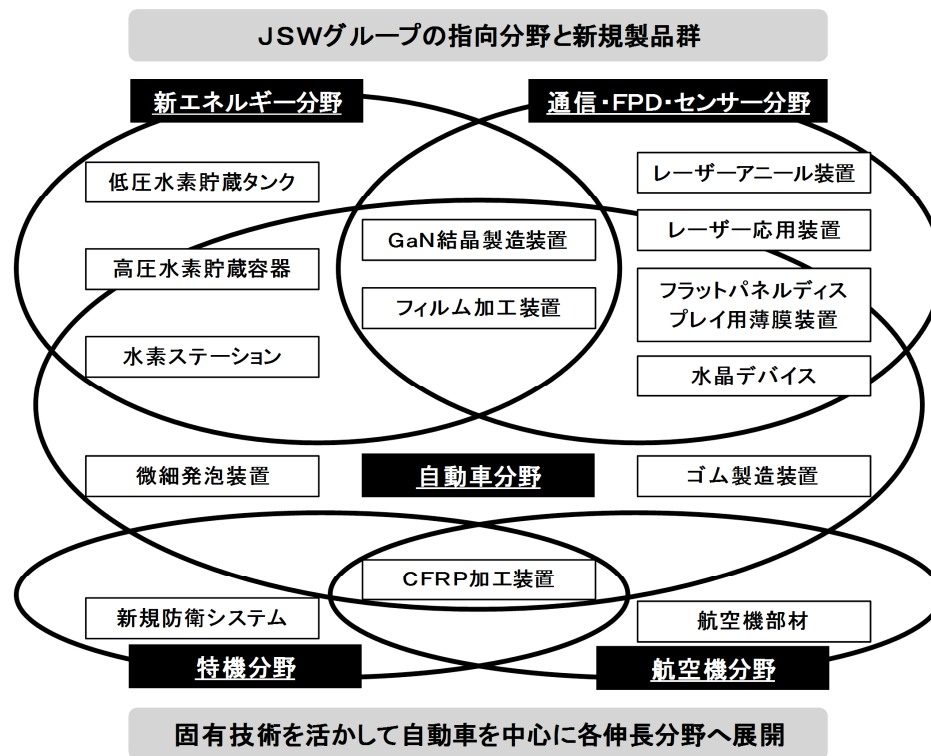 JSWグループの指向分野と新規製品群
新エネルギー分野
通信・FPD・センサー分野
低圧水素貯蔵タンク
レーザーアニール装置
GaN結晶製造装置
レーザー応用装置
高圧水素貯蔵容器
フィルム加工装置
フラットパネルディス
プレイ用薄膜装置
水素ステーション
水晶デバイス
微細発泡装置
自動車分野
ゴム製造装置
CFRP加工装置
新規防衛システム
航空機部材
特機分野
航空機分野
固有技術を活かして自動車を中心に各伸長分野へ展開